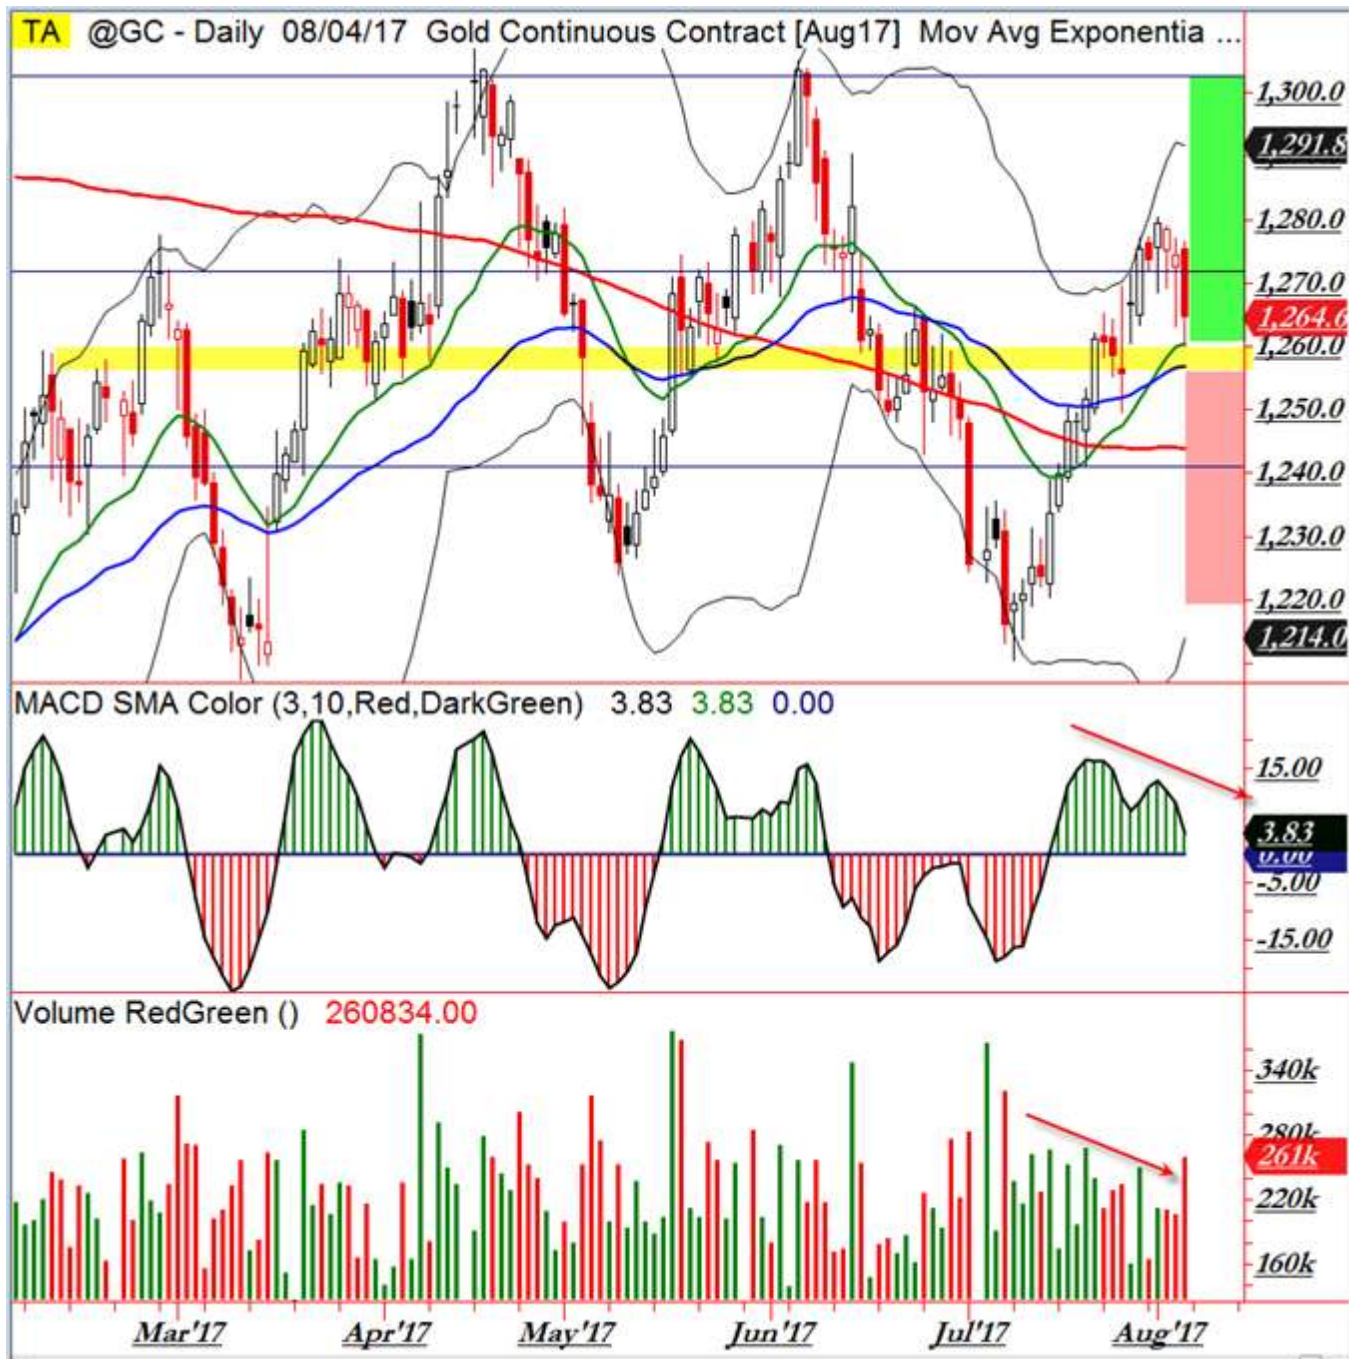 TA @GC - Daily 08/04/17 Gold Continuous Contract [Aug17] Mov Avg Exponentia ...
1,300.0
1,291.8
1,280.0
1,270.0
1,264.6
1,260.0
1,250.0
1,240.0
1,230.0
1,220.0
1,214.0
MACD SMA Color (3,10,Red,DarkGreen) 3.83 3.83 0.00
15.00
3.83
0.00
-5.00
-15.00
Volume RedGreen () 260834.00
340k
280k
261k
220k
160k
Mar'17 Apr'17 May'17 Jun'17 Jul'17 Aug'17